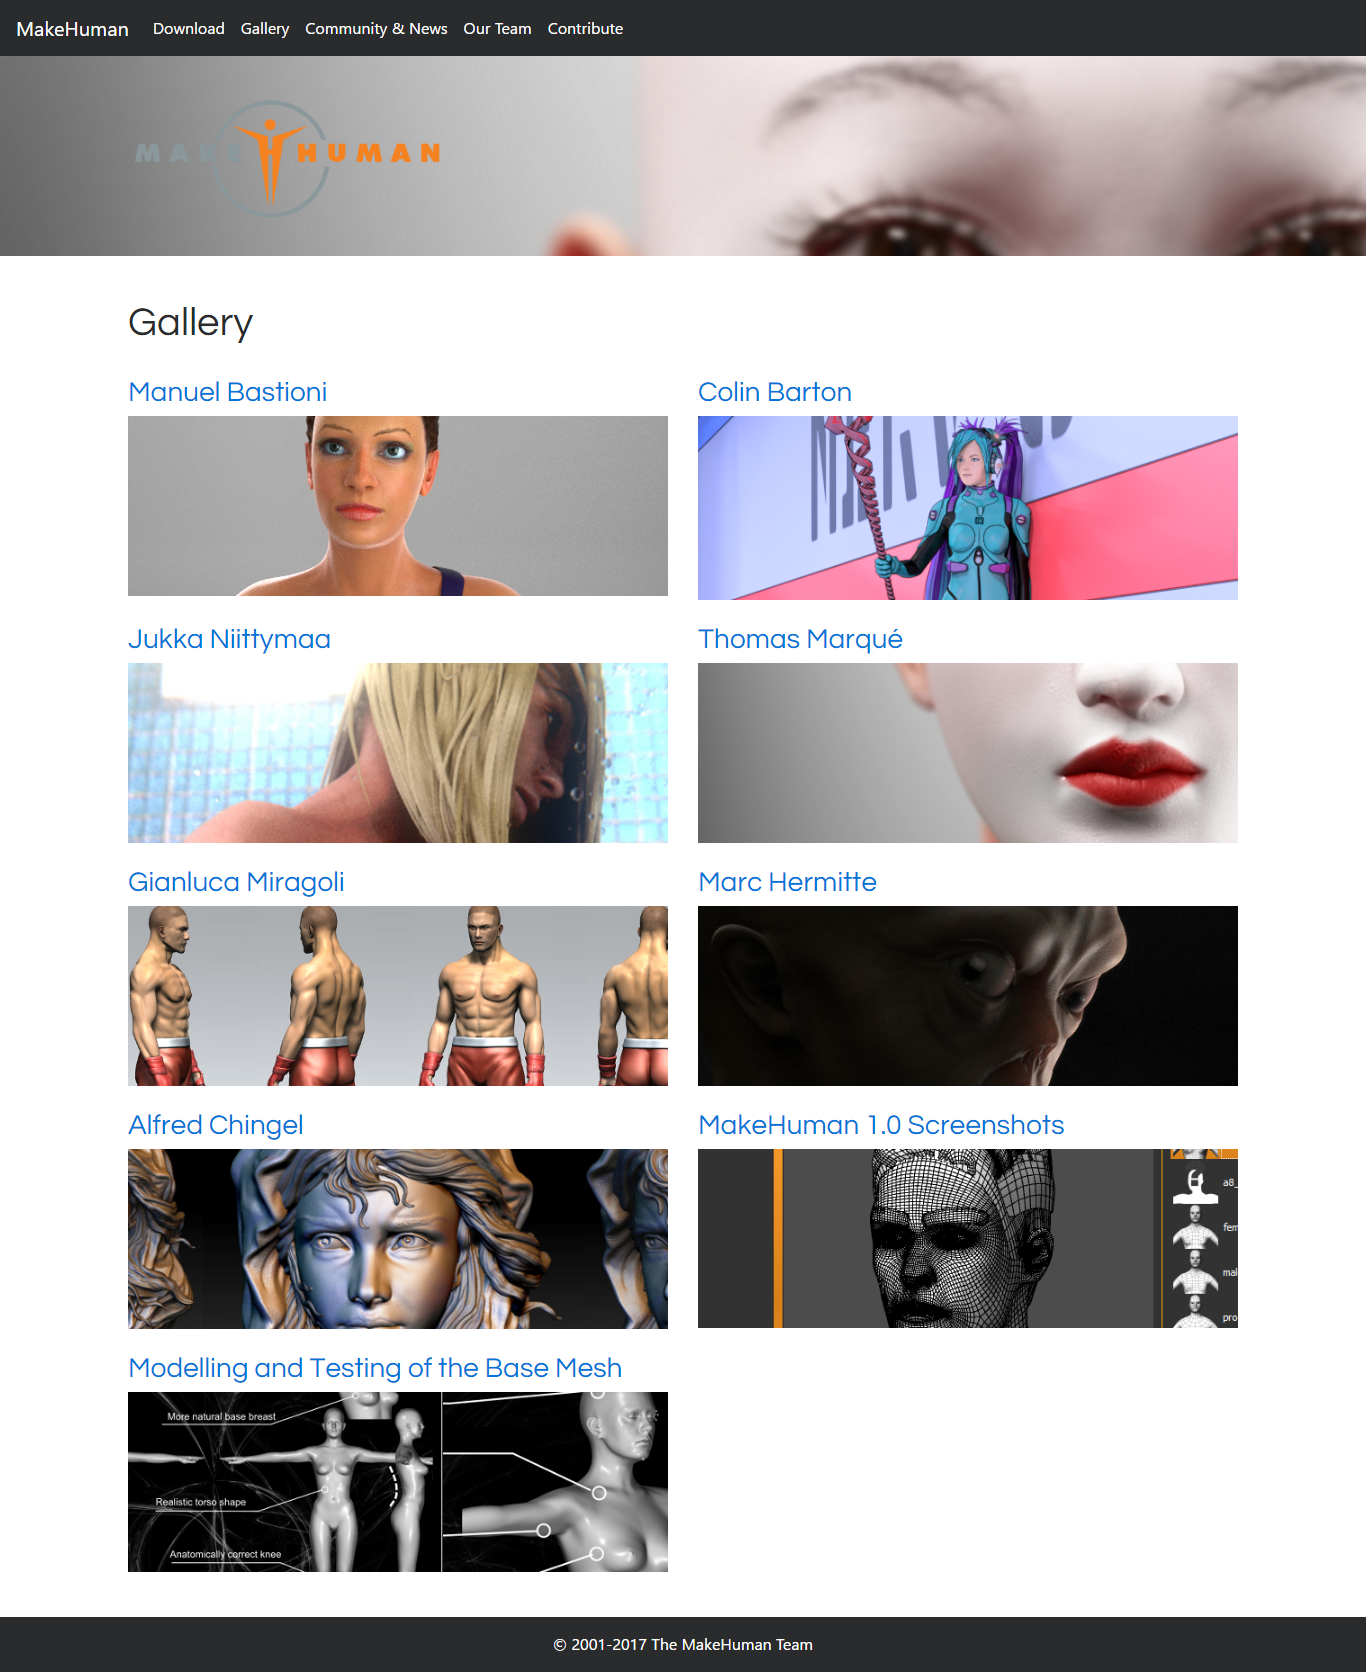 MakeHuman Download Gallery Community & News Our Team Contribute
MAKE HUMAN
Gallery
Manuel Bastioni
Colin Barton
Jukka Niittymaa
Thomas Marqué
Gianluca Miragoli
Marc Hermitte
Alfred Chingel
MakeHuman 1.0 Screenshots
a8_
fem
mak
pro
Modelling and Testing of the Base Mesh
More natural base breast
Realistic torso shape
Anatomically correct knee
© 2001-2017 The MakeHuman Team